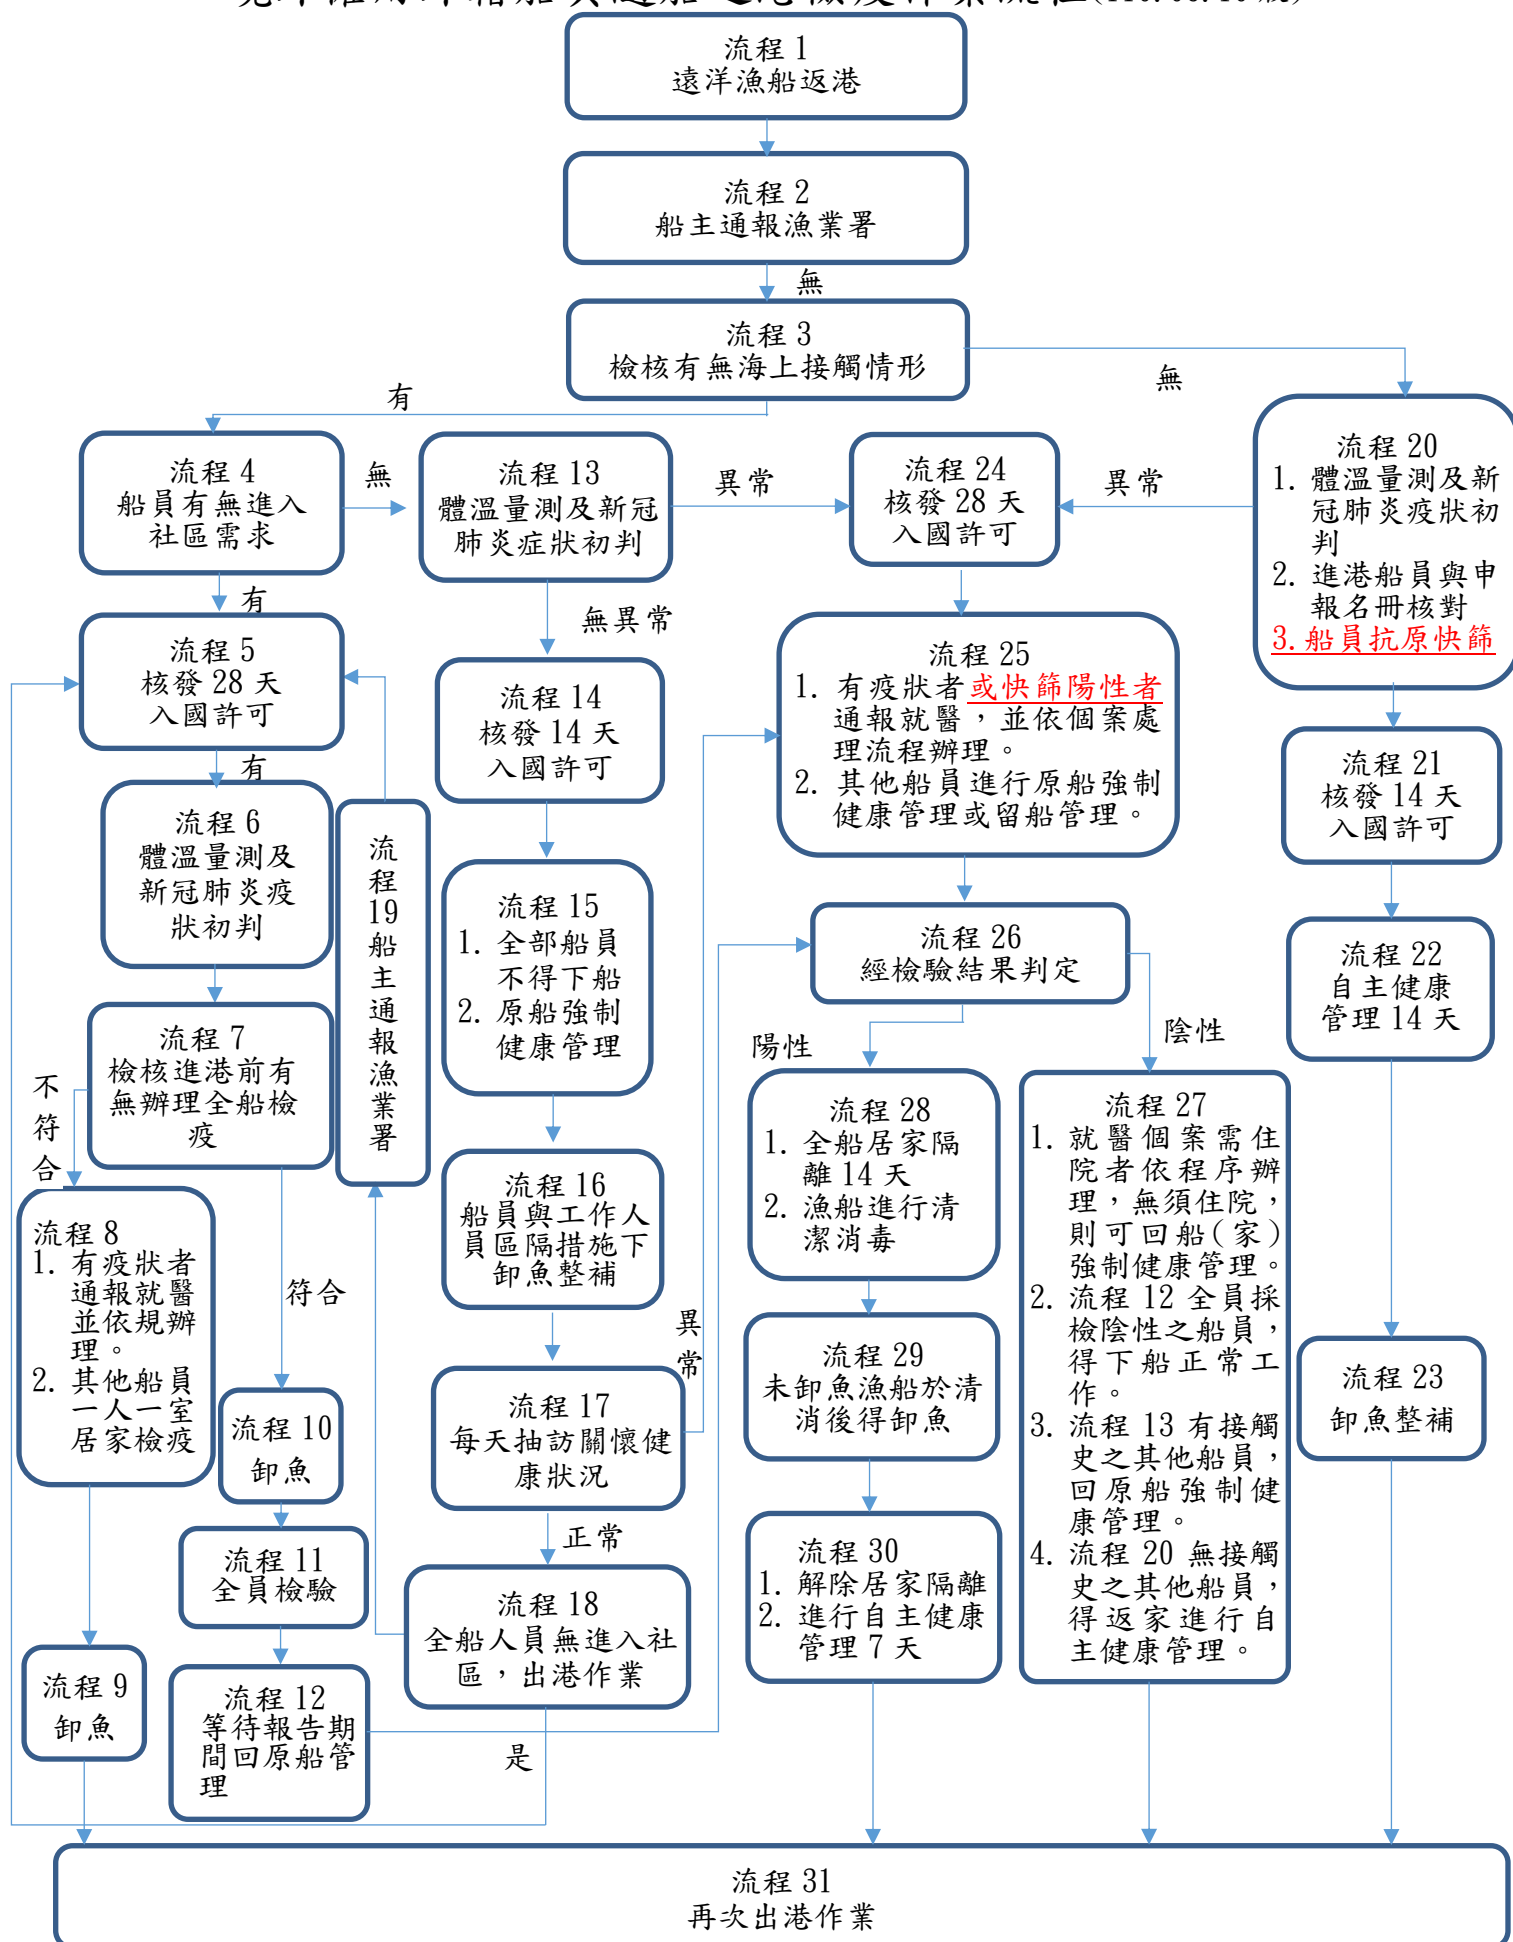 僱用外籍船員隨船 港檢疫作業流程
流程 1
遠洋漁船返港
流程 2
船主通報漁業署
無
流程 3
檢核有無海上接觸情形
有
無
流程 4
船員有無進入
社區需求
無
流程 13
體溫量測及新冠
肺炎症狀初判
異常
流程 24
核發 28 天
入國許可
異常
流程 20
1. 體溫量測及新
冠肺炎疫狀初
判
2. 進港船員與申
報名冊核對
3. 船員抗原快篩
有
無異常
流程 5
核發 28 天
入國許可
有
流程 14
核發 14 天
入國許可
流程 25
1. 有疫狀者或快篩陽性者
通報就醫，並依個案處
理流程辦理。
2. 其他船員進行原船強制
健康管理或留船管理。
流程 21
核發 14 天
入國許可
流程 6
體溫量測及
新冠肺炎疫
狀初判
流
程
19
船
主
通
報
漁
業
署
流程 15
1. 全部船員
不得下船
2. 原船強制
健康管理
流程 26
經檢驗結果判定
流程 22
自主健康
管理 14 天
流程 7
檢核進港前有
無辦理全船檢
疫
不
符
合
符合
陽性
陰性
流程 8
1. 有疫狀者
通報就醫
並依規辦
理。
2. 其他船員
一人一室
居家檢疫
流程 16
船員與工作人
員區隔措施下
卸魚整補
流程 28
1. 全船居家隔
離 14 天
2. 漁船進行清
潔消毒
流程 27
1. 就醫個案需住
院者依程序辦
理，無須住院，
則可回船(家)
強制健康管理。
2. 流程 12 全員採
檢陰性之船員，
得下船正常工
作。
3. 流程 13 有接觸
史之其他船員，
回原船強制健
康管理。
4. 流程 20 無接觸
史之其他船員，
得返家進行自
主健康管理。
流程 10
卸魚
流程 17
每天抽訪關懷健
康狀況
異
常
正常
流程 29
未卸魚漁船於清
消後得卸魚
流程 23
卸魚整補
流程 11
全員檢驗
流程 18
全船人員無進入社
區，出港作業
流程 30
1. 解除居家隔離
2. 進行自主健康
管理 7 天
流程 9
卸魚
流程 12
等待報告期
間回原船管
理
是
流程 31
再次出港作業